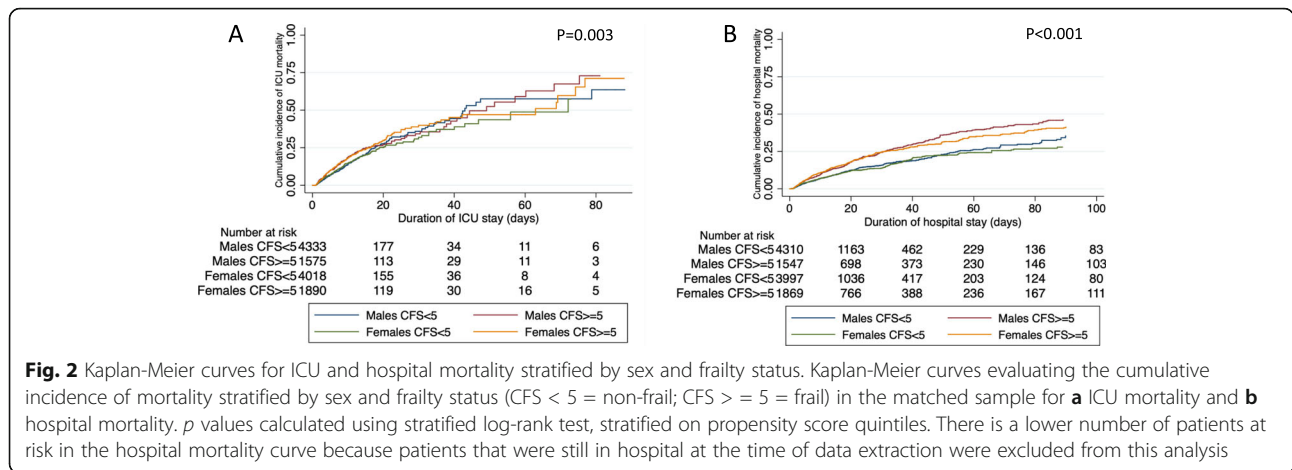 A
P=0.003
Cumulative incidence of ICU mortality
1.00
0.75
0.50
0.25
0.00
0 20 40 60 80
Duration of ICU stay (days)
Number at risk
Males CFS<5 4333 177 34 11 6
Males CFS>=5 1575 113 29 11 3
Females CFS<5 4018 155 36 8 4
Females CFS>=5 1890 119 30 16 5
Males CFS<5 Males CFS>=5
Females CFS<5 Females CFS>=5
B
P<0.001
Cumulative incidence of hospital mortality
1.00
0.75
0.50
0.25
0.00
0 20 40 60 80 100
Duration of hospital stay (days)
Number at risk
Males CFS<5 4310 1163 462 229 136 83
Males CFS>=5 1547 698 373 230 146 103
Females CFS<5 3997 1036 417 203 124 80
Females CFS>=5 1869 766 388 236 167 111
Males CFS<5 Males CFS>=5
Females CFS<5 Females CFS>=5
Fig. 2 Kaplan-Meier curves for ICU and hospital mortality stratified by sex and frailty status. Kaplan-Meier curves evaluating the cumulative
incidence of mortality stratified by sex and frailty status (CFS < 5 = non-frail; CFS > = 5 = frail) in the matched sample for a ICU mortality and b
hospital mortality. p values calculated using stratified log-rank test, stratified on propensity score quintiles. There is a lower number of patients at
risk in the hospital mortality curve because patients that were still in hospital at the time of data extraction were excluded from this analysis